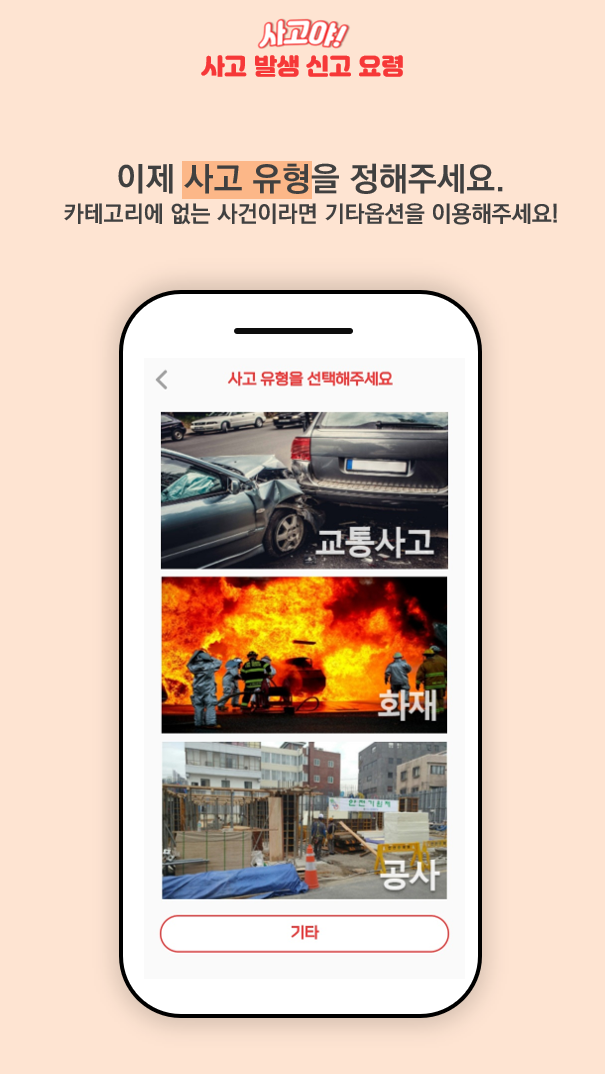 사고야!
사고 발생 신고 요령
이제 사고 유형을 정해주세요.
카테고리에 없는 사건이라면 기타옵션을 이용해주세요!
사고 유형을 선택해주세요
교통사고
화재
안전기원제
공사
기타